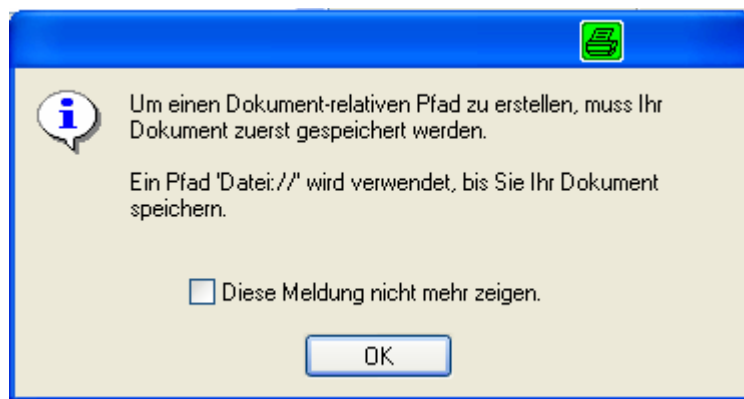 Um einen Dokument-relativen Pfad zu erstellen, muss Ihr
Dokument zuerst gespeichert werden.
Ein Pfad 'Datei://' wird verwendet, bis Sie Ihr Dokument
speichern.
Diese Meldung nicht mehr zeigen.
OK